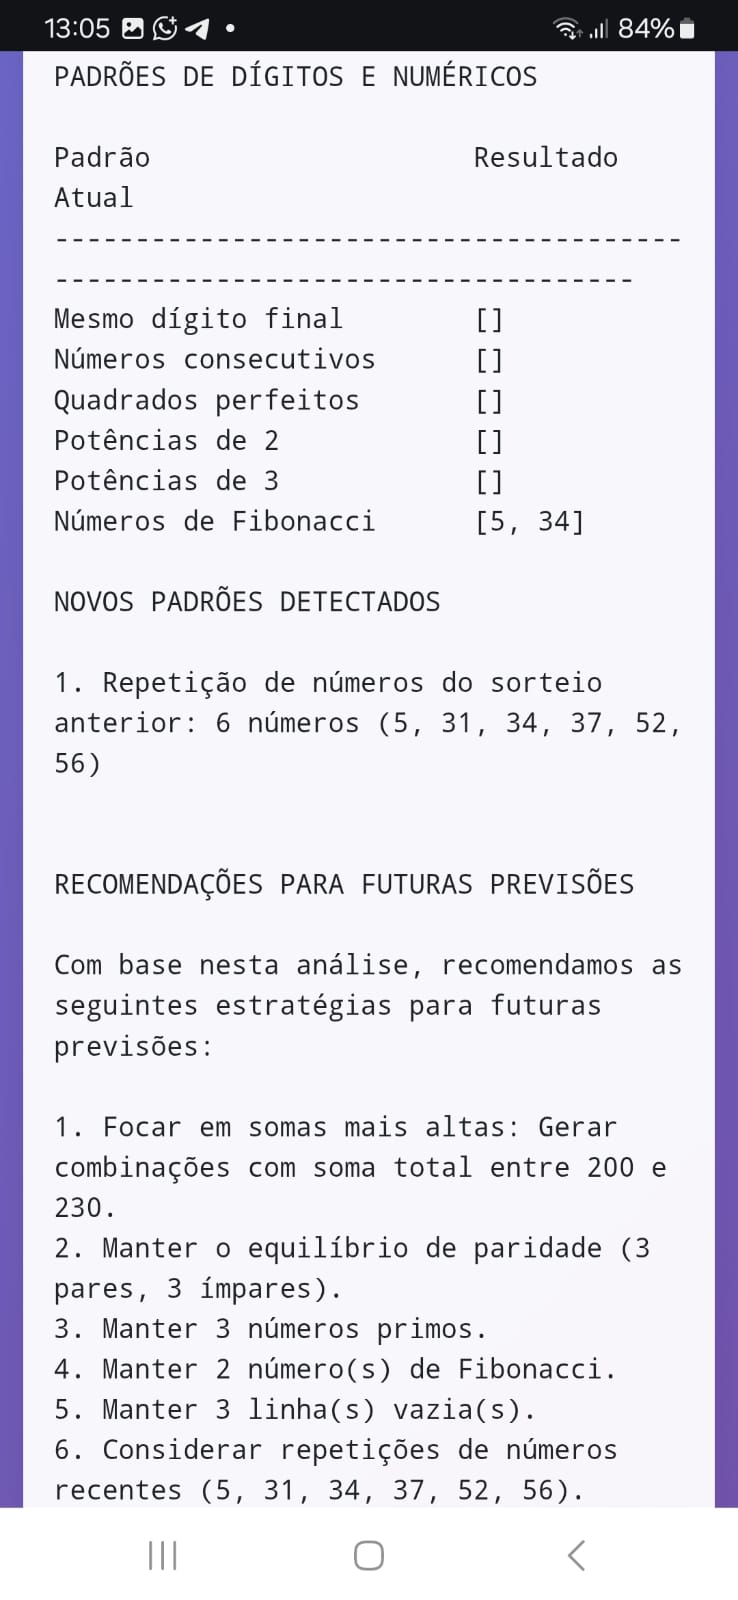 13:05
84%
PADRÕES DE DÍGITOS E NUMÉRICOS
Padrão Resultado
Atual
---------------------------------------
------------------------------------
Mesmo dígito final []
Números consecutivos []
Quadrados perfeitos []
Potências de 2 []
Potências de 3 []
Números de Fibonacci [5, 34]
NOVOS PADRÕES DETECTADOS
1. Repetição de números do sorteio
anterior: 6 números (5, 31, 34, 37, 52,
56)
RECOMENDAÇÕES PARA FUTURAS PREVISÕES
Com base nesta análise, recomendamos as
seguintes estratégias para futuras
previsões:
1. Focar em somas mais altas: Gerar
combinações com soma total entre 200 e
230.
2. Manter o equilíbrio de paridade (3
pares, 3 ímpares).
3. Manter 3 números primos.
4. Manter 2 número(s) de Fibonacci.
5. Manter 3 linha(s) vazia(s).
6. Considerar repetições de números
recentes (5, 31, 34, 37, 52, 56).